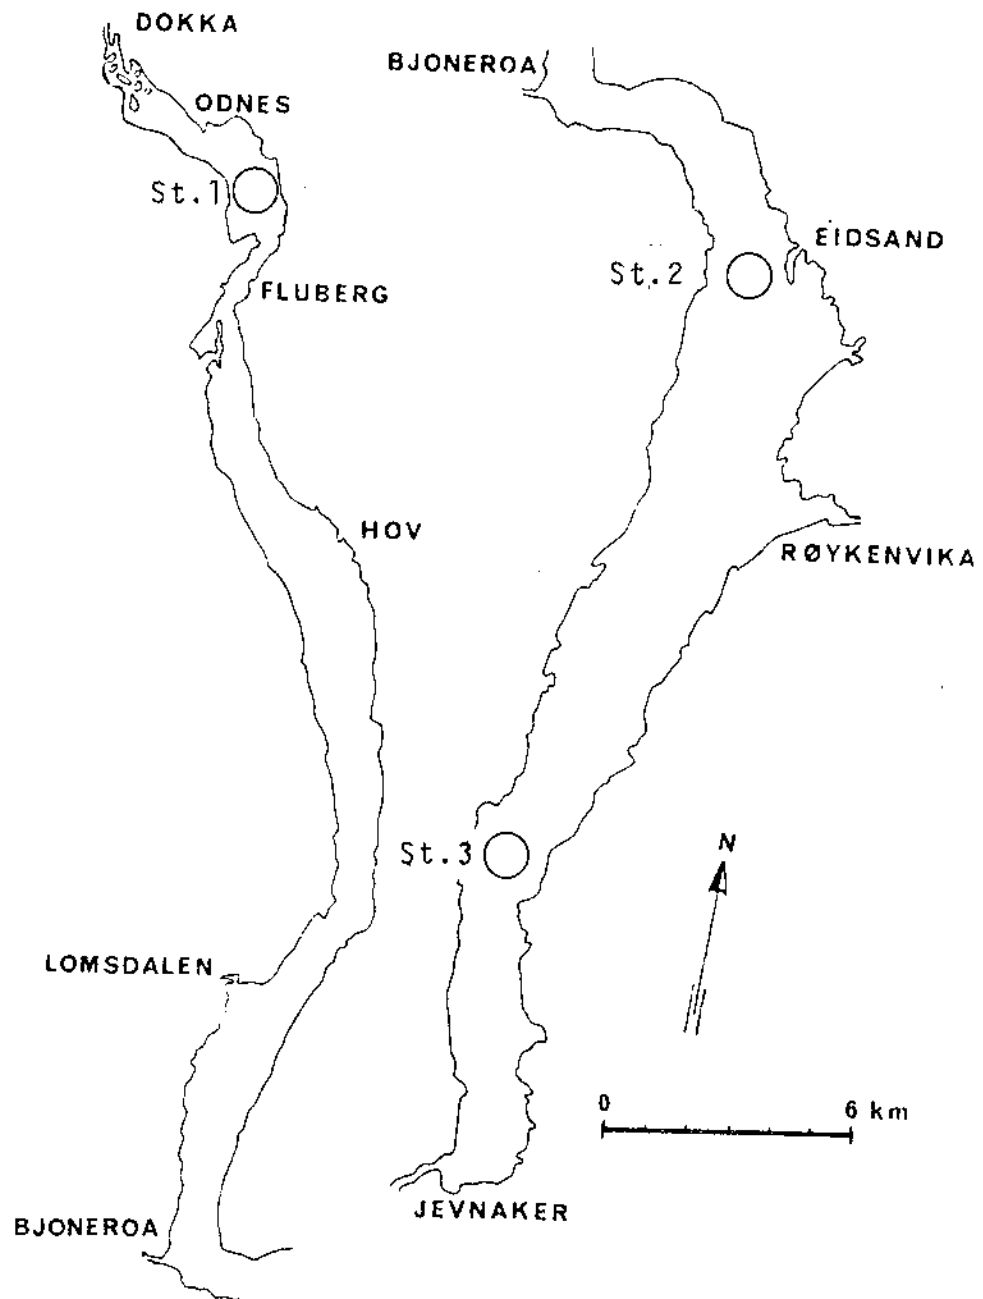 DOKKA
ODNES
St.1
FLUBERG
HOV
LOMSDALEN
BJONEROA
BJONEROA
EIDSAND
St.2
RØYKENVIKA
St.3
JEVNAKER
N
0 6 km